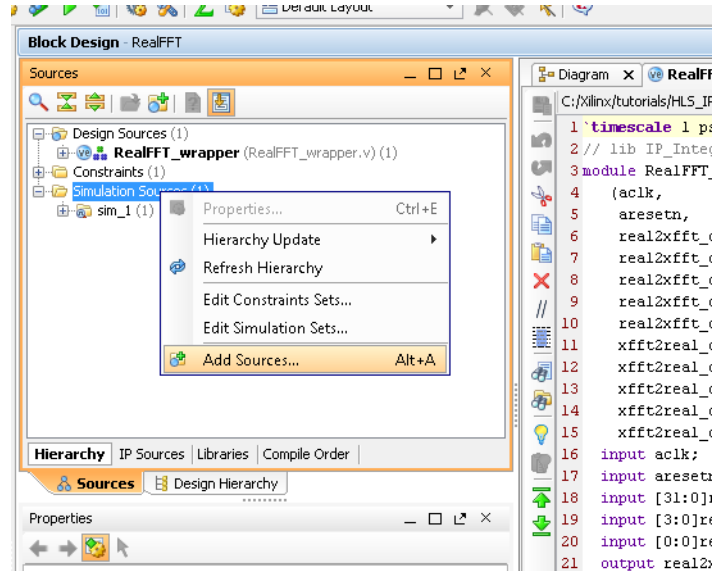 Default Layout
Block Design - RealFFT
Sources
Design Sources (1)
RealFFT_wrapper (RealFFT_wrapper.v) (1)
Constraints (1)
Simulation Sources (1)
sim_1 (1)
Properties... Ctrl+E
Hierarchy Update
Refresh Hierarchy
Edit Constraints Sets...
Edit Simulation Sets...
Add Sources... Alt+A
Hierarchy IP Sources Libraries Compile Order
Sources Design Hierarchy
Properties
Diagram RealFF
C:/Xilinx/tutorials/HLS_IP
1 `timescale 1 ps
2 // lib IP_Integ
3 module RealFFT_
4 (aclk,
5 aresetn,
6 real2xfft_
7 real2xfft_
8 real2xfft_
9 real2xfft_
10 real2xfft_
11 xfft2real_
12 xfft2real_
13 xfft2real_
14 xfft2real_
15 xfft2real_
16 input aclk;
17 input aresetn
18 input [31:0]r
19 input [3:0]re
20 input [0:0]re
21 output real2x